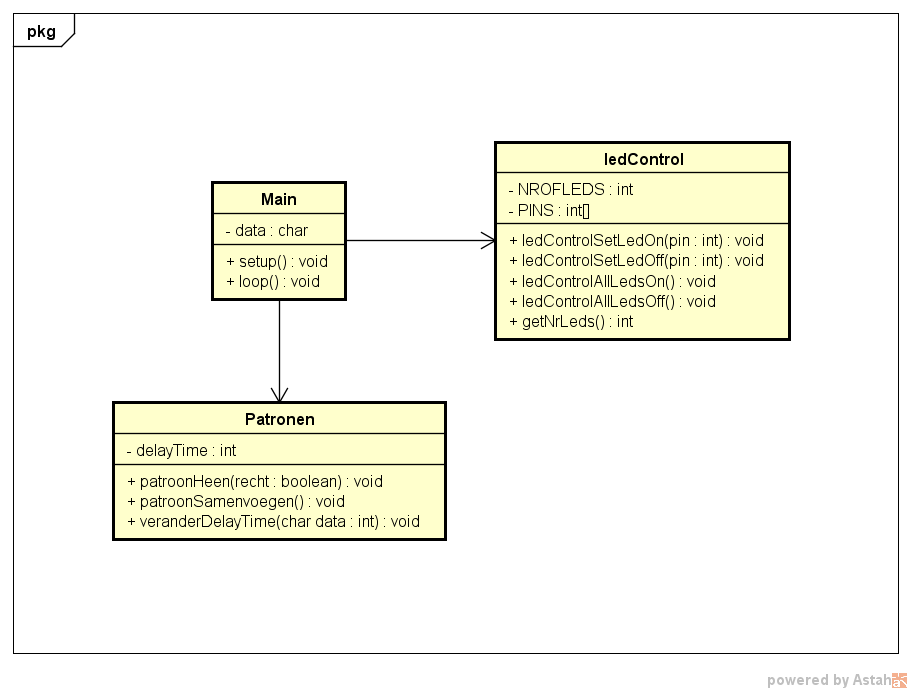 pkg
Main
- data : char
+ setup() : void
+ loop() : void
ledControl
- NROFLEDS : int
- PINS : int[]
+ ledControlSetLedOn(pin : int) : void
+ ledControlSetLedOff(pin : int) : void
+ ledControlAllLedsOn() : void
+ ledControlAllLedsOff() : void
+ getNrLeds() : int
Patronen
- delayTime : int
+ patroonHeen(recht : boolean) : void
+ patroonSamenvoegen() : void
+ veranderDelayTime(char data : int) : void
powered by Astah